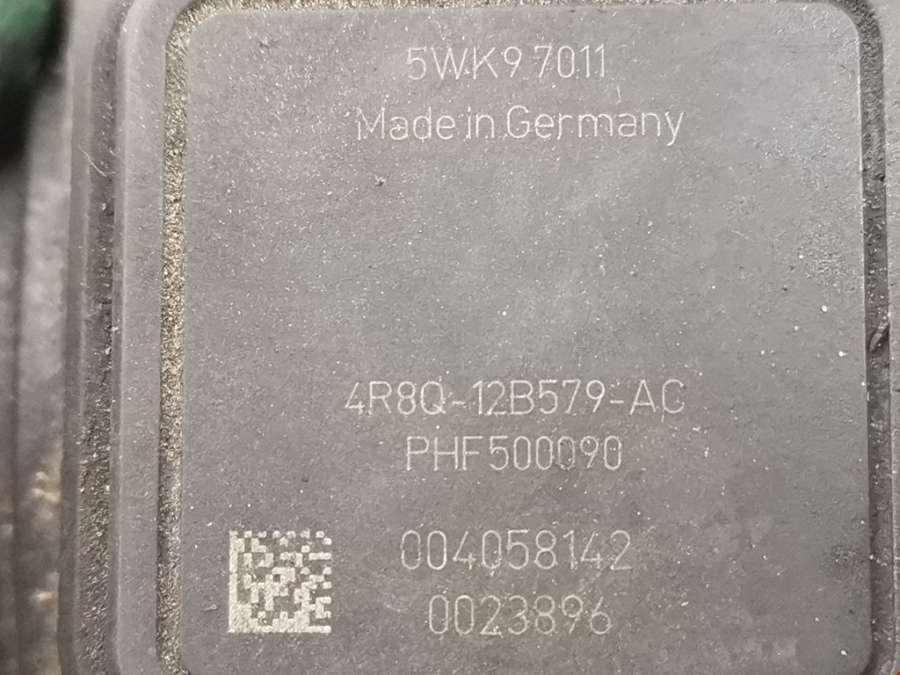 5WK9 7011
Made in Germany
4R8Q-12B579-AC
PHF500090
004058142
0023896